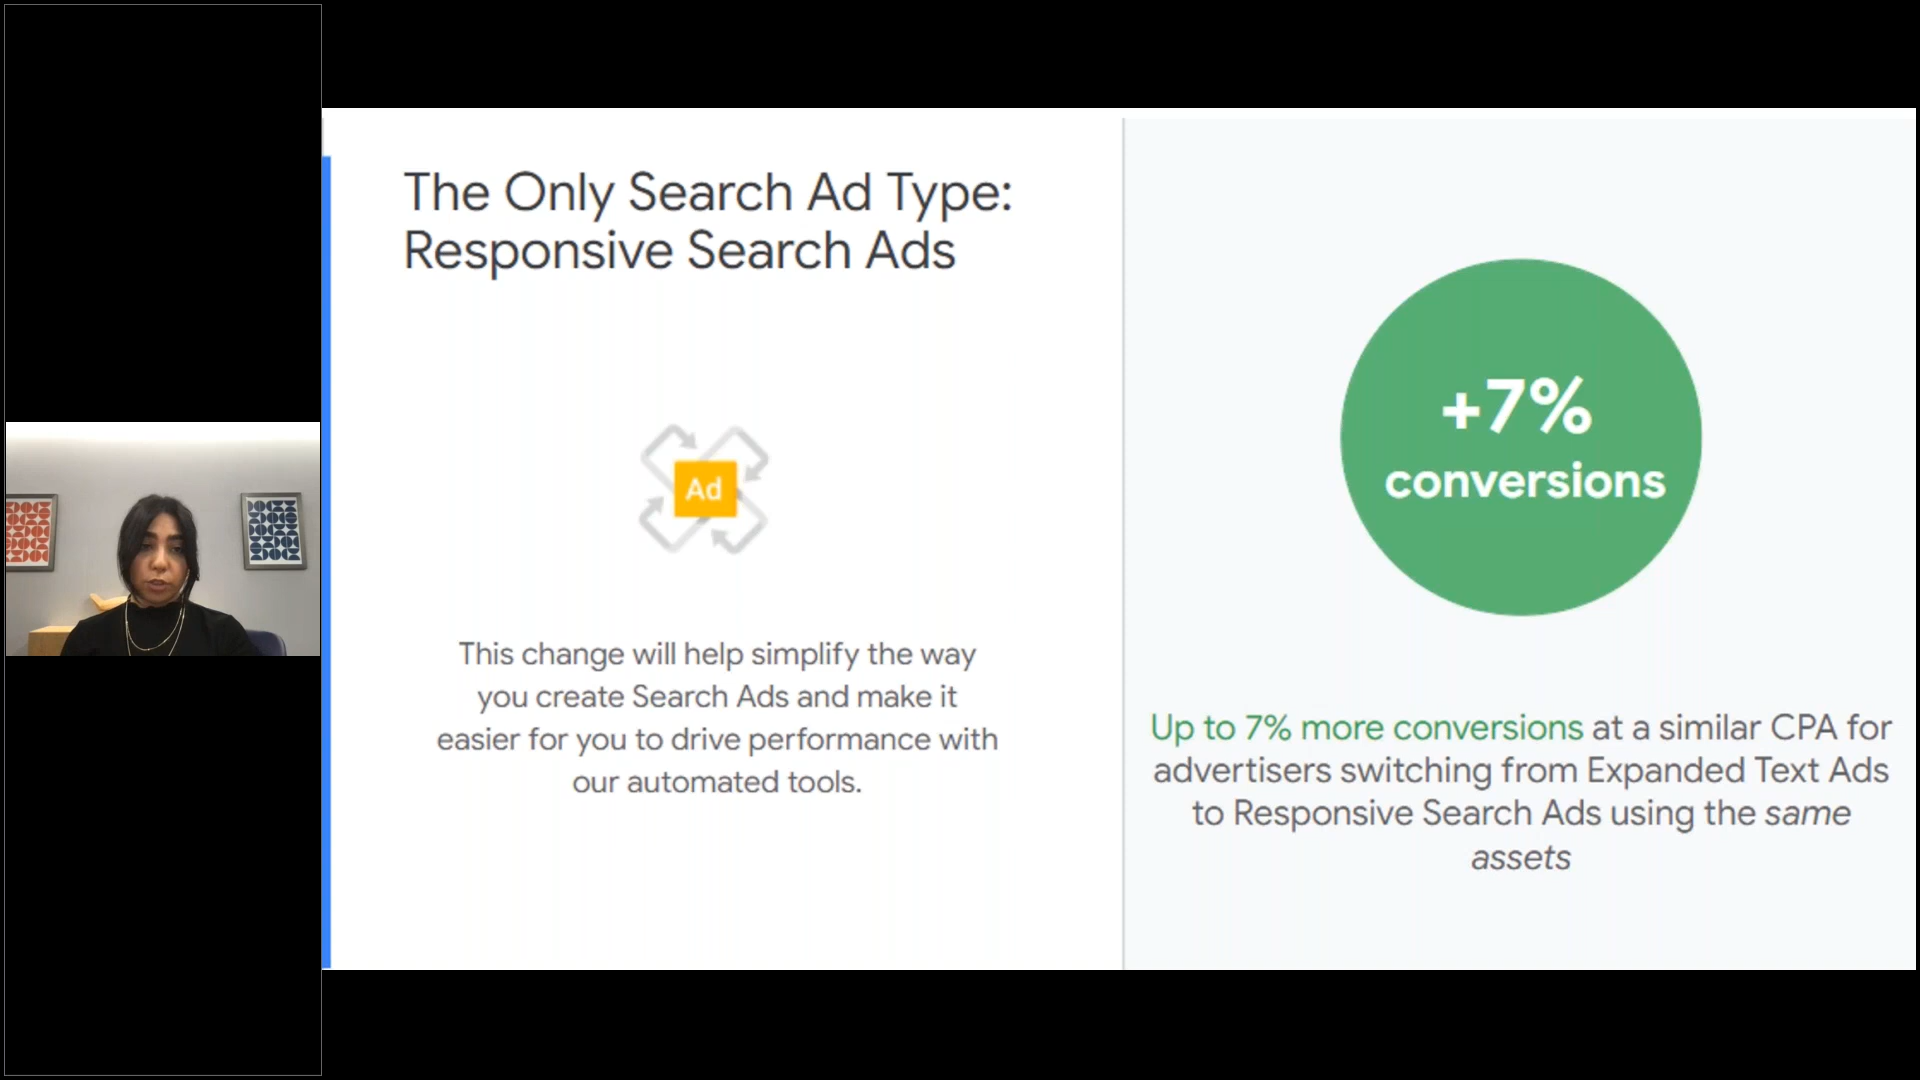 The Only Search Ad Type:
Responsive Search Ads
Ad
This change will help simplify the way
you create Search Ads and make it
easier for you to drive performance with
our automated tools.
+7%
conversions
Up to 7% more conversions at a similar CPA for
advertisers switching from Expanded Text Ads
to Responsive Search Ads using the same
assets